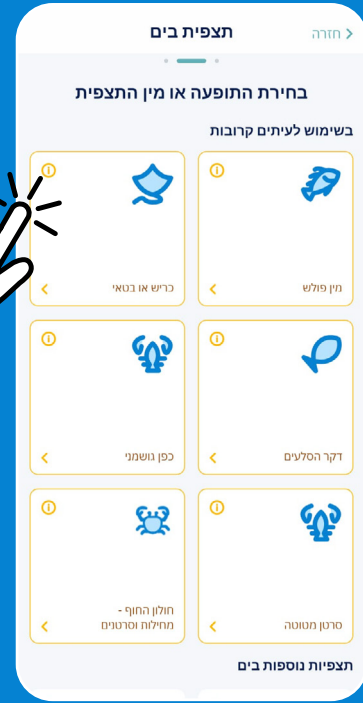 חזרה
תצפית בים
בחירת התופעה או מין התצפית
בשימוש לעיתים קרובות
מין פולש
כריש או בטאי
דקר הסלעים
כפן גושמני
סרטן מטוטה
חולון החוף -
מחילות וסרטנים
תצפיות נוספות בים